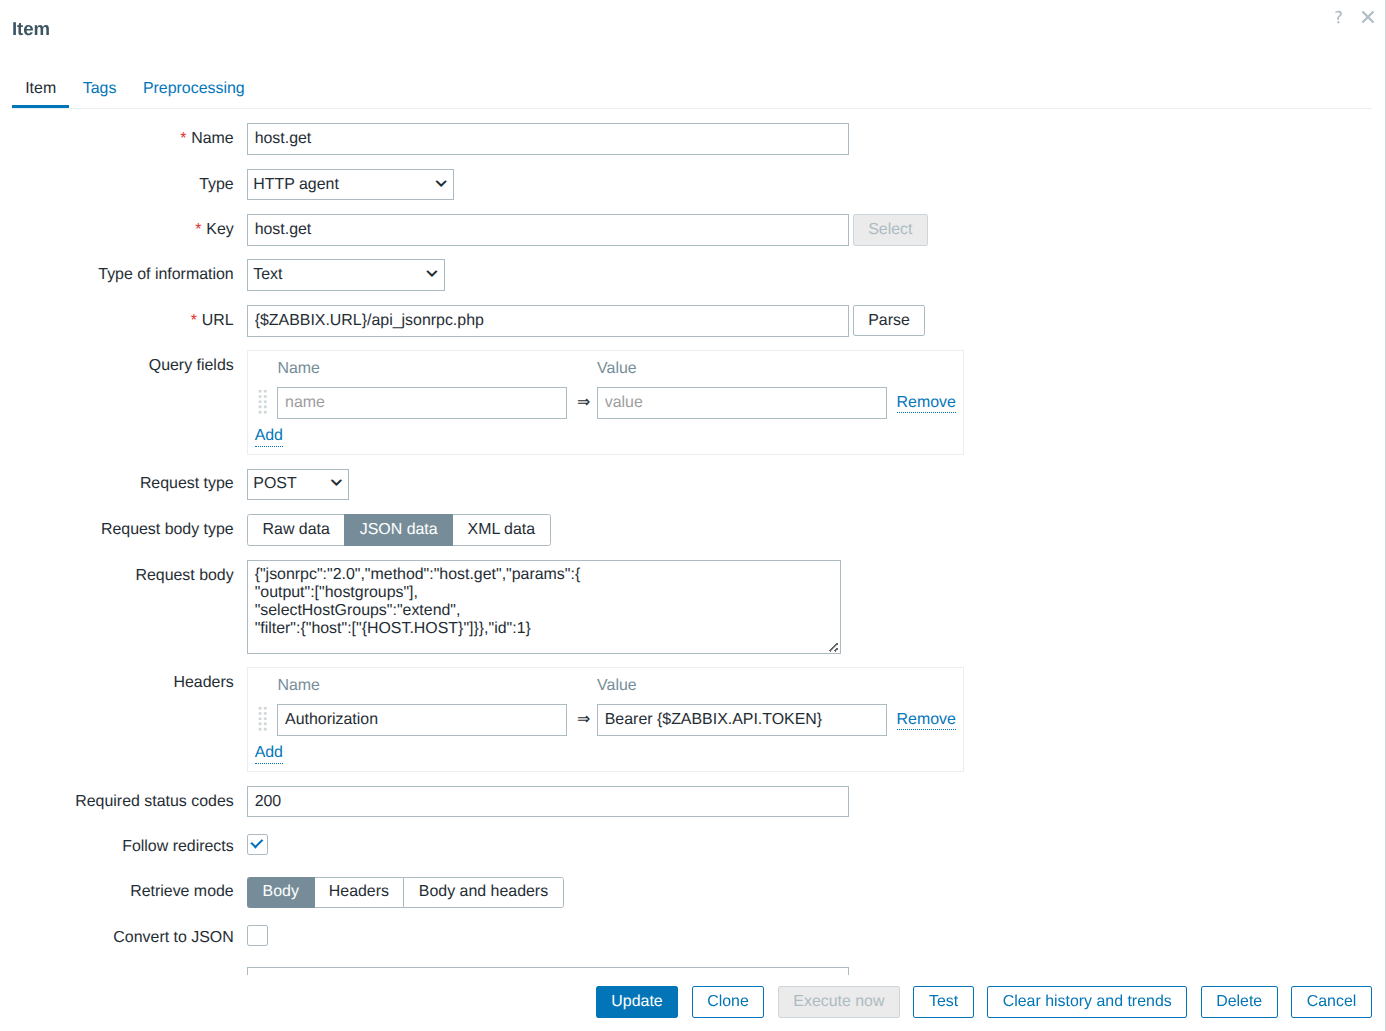 Item
?
Item Tags Preprocessing
* Name host.get
Type HTTP agent
* Key host.get Select
Type of information Text
* URL {$ZABBIX.URL}/api_jsonrpc.php Parse
Query fields Name Value
name ⇒ value Remove
Add
Request type POST
Request body type Raw data JSON data XML data
Request body {"jsonrpc":"2.0","method":"host.get","params":{
"output":["hostgroups"],
"selectHostGroups":"extend",
"filter":{"host":["{HOST.HOST}"]}},"id":1}
Headers Name Value
Authorization ⇒ Bearer {$ZABBIX.API.TOKEN} Remove
Add
Required status codes 200
Follow redirects
Retrieve mode Body Headers Body and headers
Convert to JSON
Update Clone Execute now Test Clear history and trends Delete Cancel